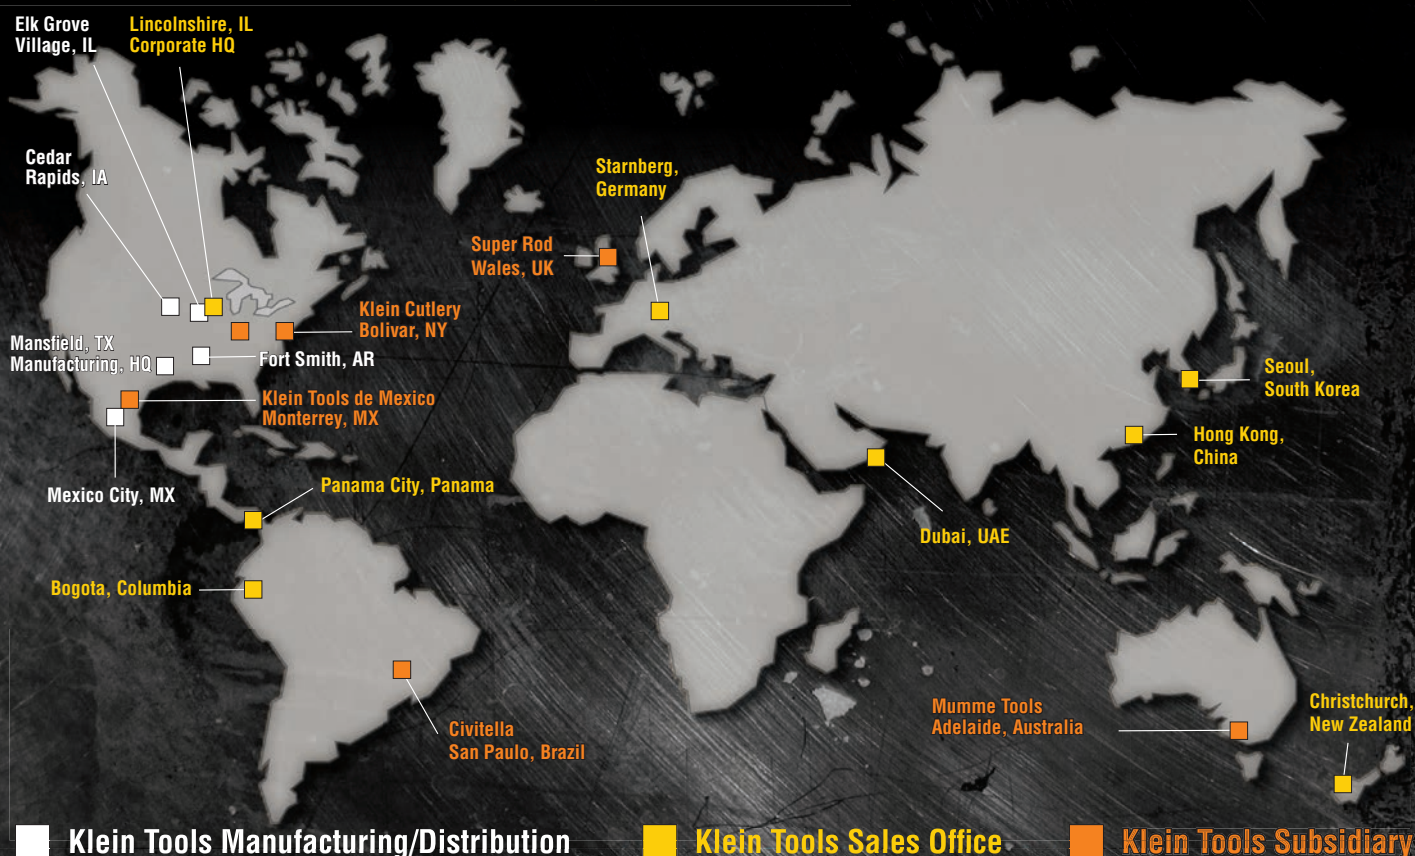 Elk Grove
Village, IL
Lincolnshire, IL
Corporate HQ
Cedar
Rapids, IA
Starnberg,
Germany
Super Rod
Wales, UK
Klein Cutlery
Bolivar, NY
Mansfield, TX
Manufacturing, HQ
Fort Smith, AR
Klein Tools de Mexico
Monterrey, MX
Seoul,
South Korea
Hong Kong,
China
Mexico City, MX
Panama City, Panama
Dubai, UAE
Bogota, Columbia
Civitella
San Paulo, Brazil
Mumme Tools
Adelaide, Australia
Christchurch,
New Zealand
Klein Tools Manufacturing/Distribution
Klein Tools Sales Office
Klein Tools Subsidiary